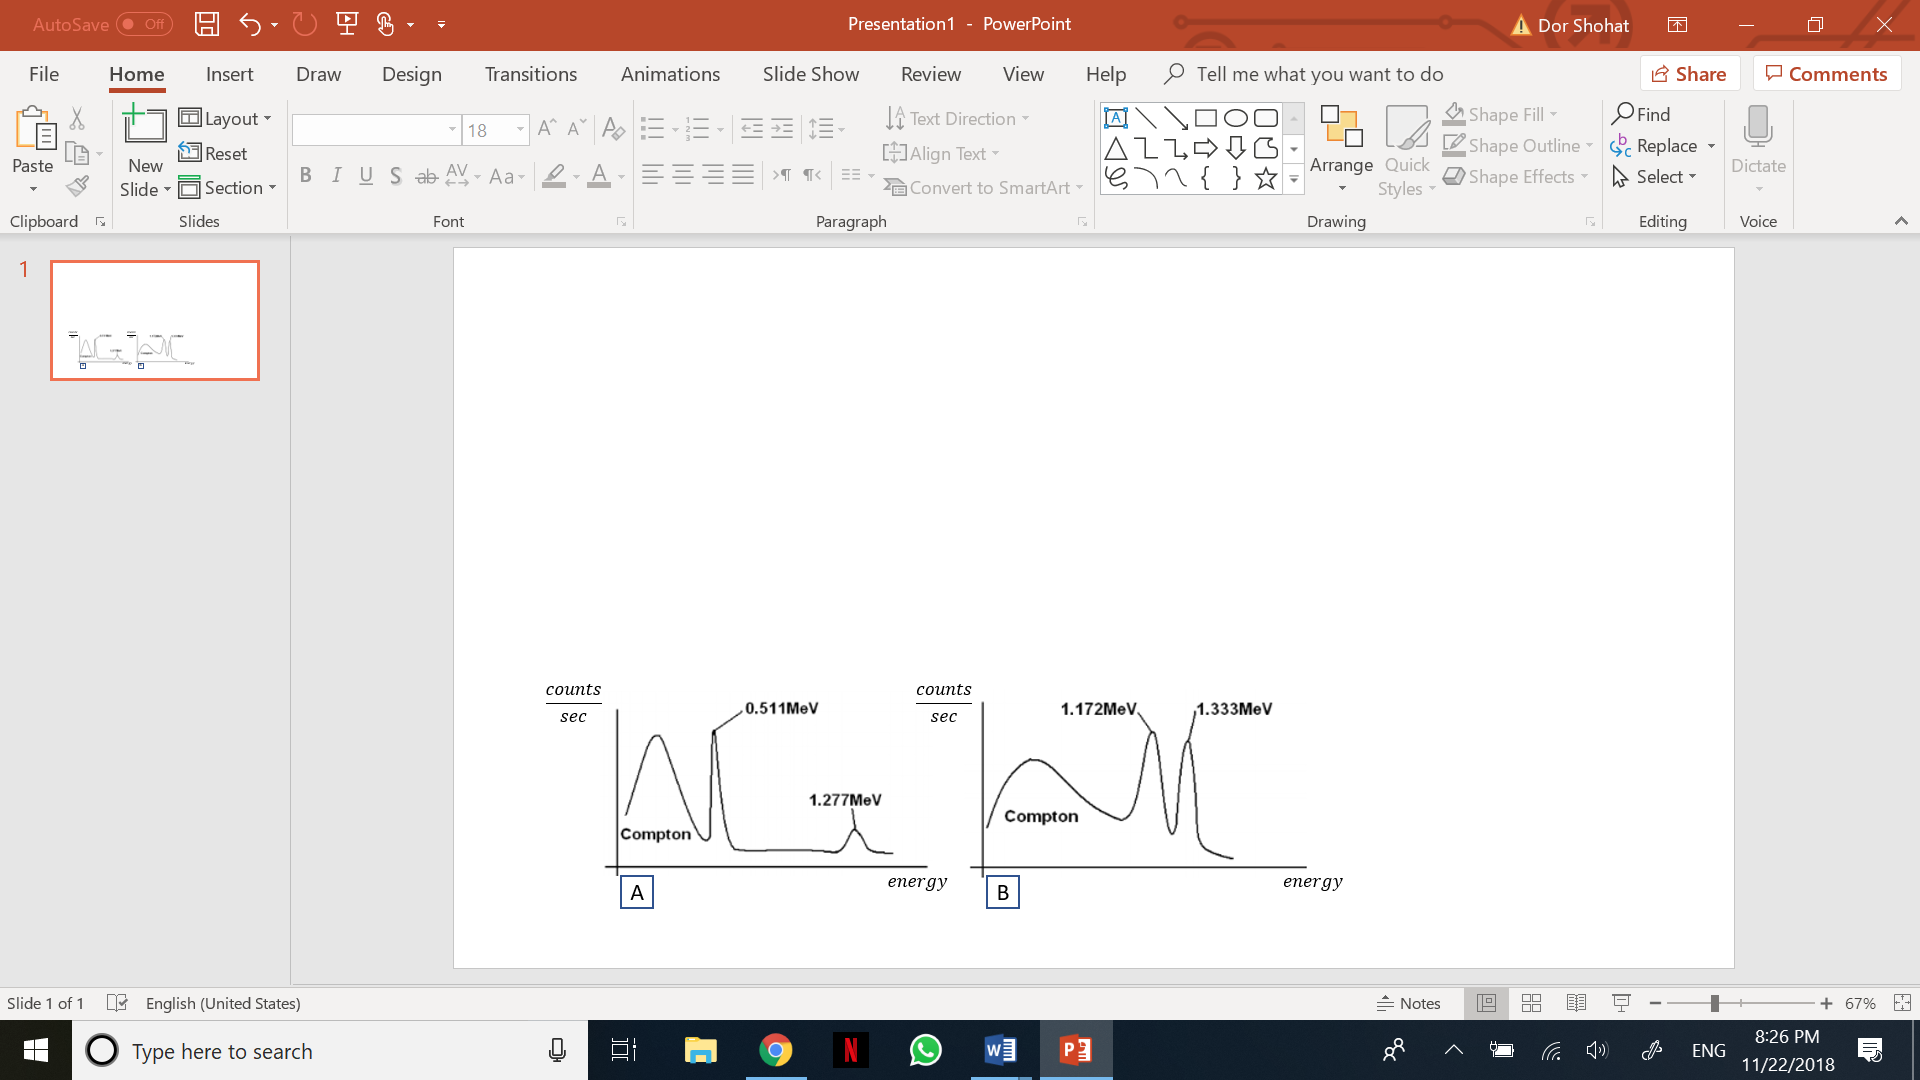 AutoSave Off
Presentation1 - PowerPoint
Dor Shohat
File Home Insert Draw Design Transitions Animations Slide Show Review View Help Tell me what you want to do
Share Comments
Paste
New
Slide
Layout
Reset
Section
18
B I U S ab AV Aa A
Text Direction
Align Text
Convert to SmartArt
Arrange
Quick
Styles
Shape Fill
Shape Outline
Shape Effects
Find
Replace
Select
Dictate
Clipboard Slides Font Paragraph Drawing Editing Voice
1
counts
sec
0.511MeV
1.277MeV
Compton
energy
A
counts
sec
1.172MeV 1.333MeV
Compton
energy
B
Slide 1 of 1 English (United States)
Notes 67%
Type here to search
ENG
8:26 PM
11/22/2018